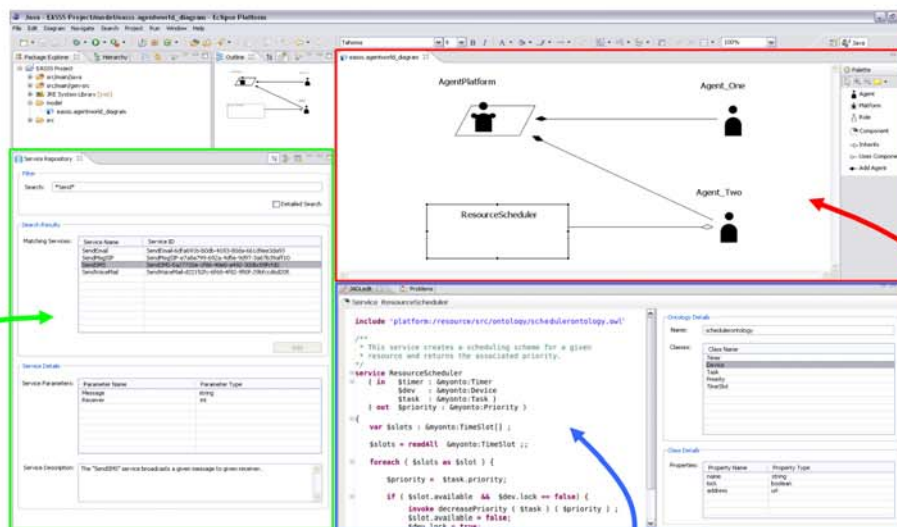 Java - EASSS-Project/model/easss.agentworld_diagram - Eclipse Platform
File Edit Diagram Navigate Search Project Run Window Help
Tahoma 9 B I 100% Java
Package Explorer Hierarchy
EASSS Project
src/main/java
src/main/gen-src
JRE System Library
model
easss.agentworld_diagram
src
Outline
easss.agentworld_diagram
AgentPlatform
Agent_One
Agent_Two
ResourceScheduler
Palette
Agent
Platform
Role
Component
Inherits
Uses Component
Add Agent
Service Repository
Filter
Search: *Send*
Detailed Search
Search Results
Matching Services:
Service Name Service ID
SendEmail
SendMsgSIP
SendSMS
SendVoiceMail
Service Details
Service Parameters:
Parameter Name Parameter Type
Message string
Receiver int
Service Description: The "SendSMS" service broadcasts a given message to given receiver.
Problems
Service ResourceScheduler
include "platform:/resource/src/ontology/schedulerontology.owl"
/**
* This service creates a scheduling scheme for a given
* resource and returns the associated priority.
*/
service ResourceScheduler
( in $timer : &myonto:Timer
$dev : &myonto:Device
$task : &myonto:Task )
) out $priority : &myonto:Priority )
{
var $slots : &myonto:TimeSlot[] ;
$slots = readAll &myonto:TimeSlot ;;
foreach ( $slots as $slot ) {
$priority = $task.priority;
if ( $slot.available && $dev.lock == false) {
invoke decreasePriority ( $task ) ( $priority ) ;
$slot.available = false;
$dev.lock = true;
Ontology Details
Name: schedulerontology
Classes:
Class Name
Timer
Device
Task
Priority
TimeSlot
Class Details
Properties:
Property Name Property Type
name string
lock boolean
address url